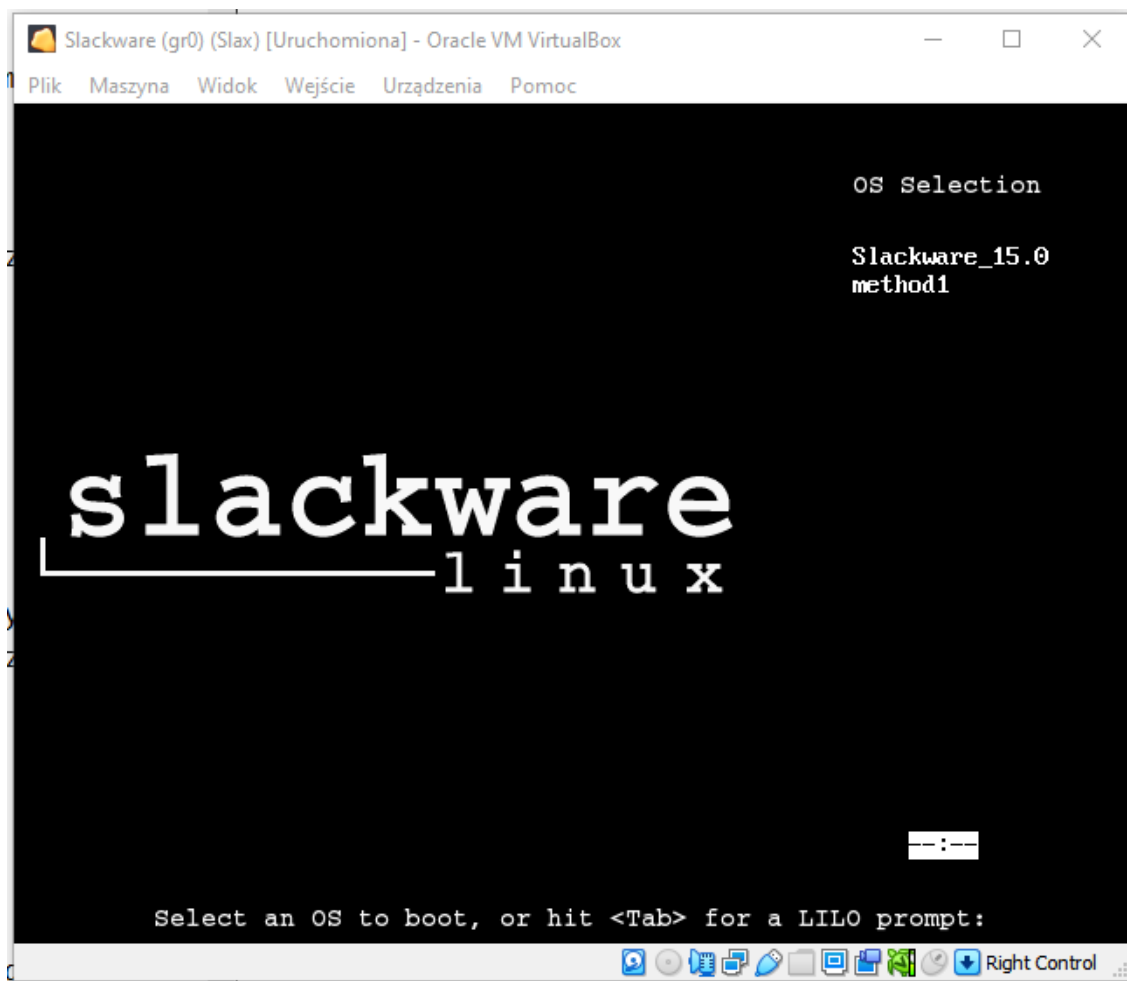 Slackware (gr0) (Slax) [Uruchomiona] - Oracle VM VirtualBox
Plik Maszyna Widok Wejście Urządzenia Pomoc
OS Selection
Slackware_15.0
method1
slackware
linux
--:--
Select an OS to boot, or hit <Tab> for a LILO prompt:
Right Control